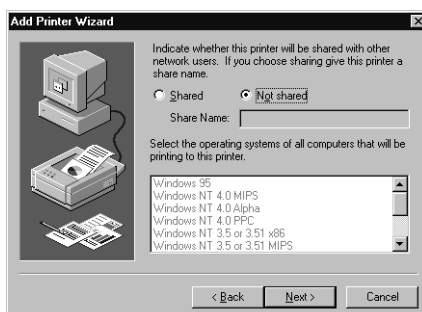 Add Printer Wizard
Indicate whether this printer will be shared with other
network users. If you choose sharing give this printer a
share name.
Shared
Not shared
Share Name:
Select the operating systems of all computers that will be
printing to this printer.
Windows 95
Windows NT 4.0 MIPS
Windows NT 4.0 Alpha
Windows NT 4.0 PPC
Windows NT 3.5 or 3.51 x86
Windows NT 3.5 or 3.51 MIPS
< Back
Next >
Cancel